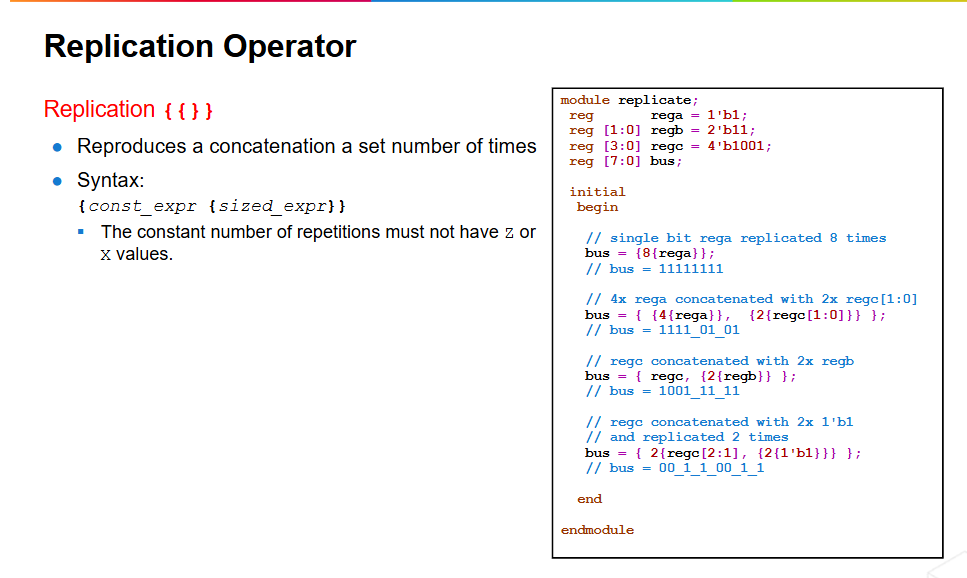 Replication Operator
Replication {{}}
Reproduces a concatenation a set number of times
Syntax:
{const_expr {sized_expr}}
The constant number of repetitions must not have z or
x values.
module replicate;
reg rega = 1'b1;
reg [1:0] regb = 2'b11;
reg [3:0] regc = 4'b1001;
reg [7:0] bus;
initial
begin
// single bit rega replicated 8 times
bus = {8{rega}};
// bus = 11111111
// 4x rega concatenated with 2x regc[1:0]
bus = { {4{rega}}, {2{regc[1:0]}} };
// bus = 1111_01_01
// regc concatenated with 2x regb
bus = { regc, {2{regb}} };
// bus = 1001_11_11
// regc concatenated with 2x 1'b1
// and replicated 2 times
bus = { 2{regc[2:1], {2{1'b1}}} };
// bus = 00_1_1_00_1_1
end
endmodule